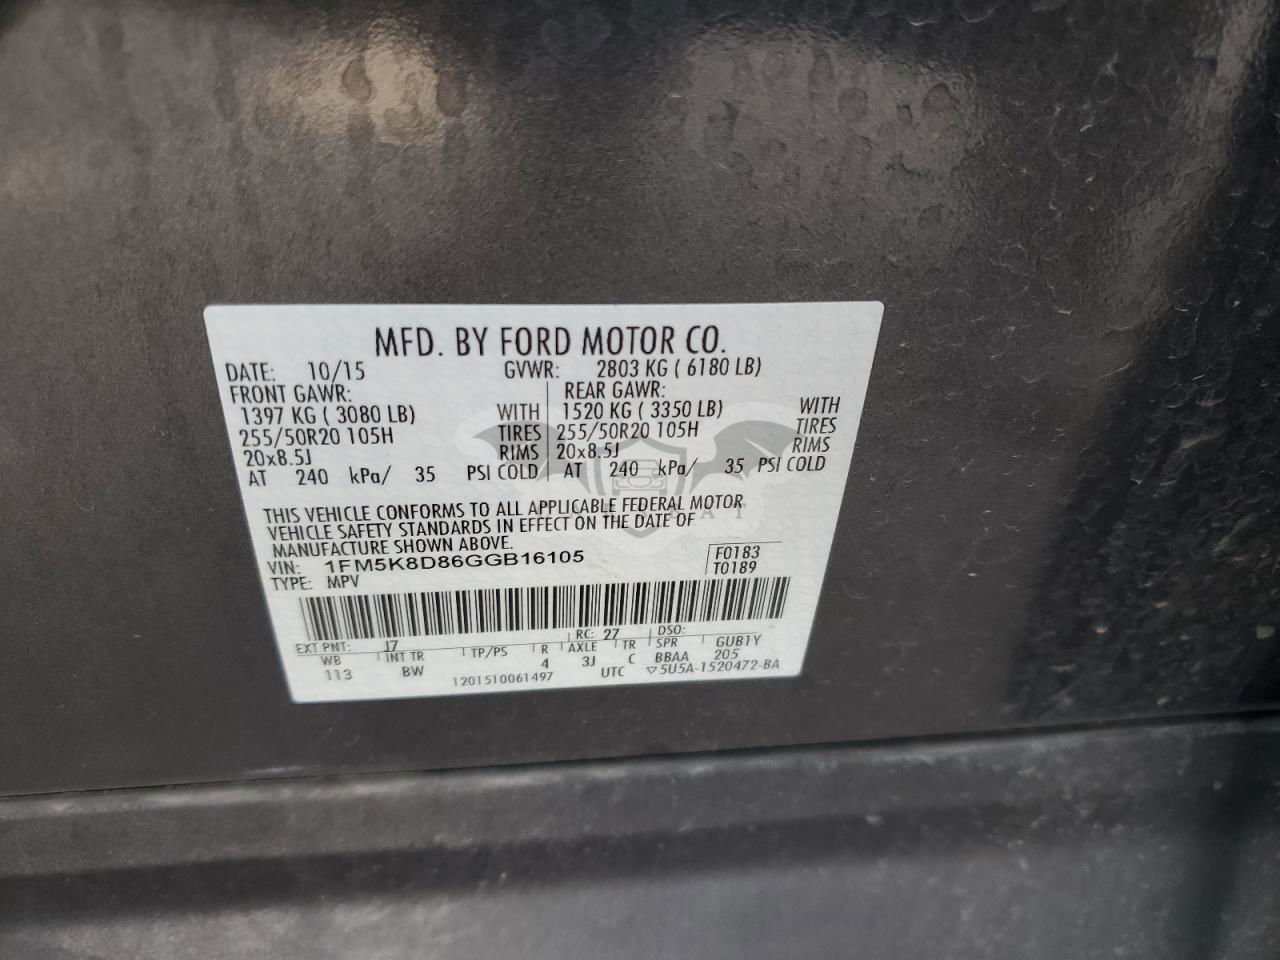 MFD. BY FORD MOTOR CO.
DATE: 10/15 GVWR: 2803 KG ( 6180 LB)
FRONT GAWR: REAR GAWR:
1397 KG ( 3080 LB) WITH 1520 KG ( 3350 LB) WITH
255/50R20 105H TIRES 255/50R20 105H TIRES
20x8.5J RIMS 20x8.5J RIMS
AT 240 kPa/ 35 PSI COLD AT 240 kPa/ 35 PSI COLD
THIS VEHICLE CONFORMS TO ALL APPLICABLE FEDERAL MOTOR
VEHICLE SAFETY STANDARDS IN EFFECT ON THE DATE OF
MANUFACTURE SHOWN ABOVE.
VIN: 1FM5K8D86GGB16105 F0183
TYPE: MPV T0189
EXT PNT: J7 RC: 27 DSO:
WB INT TR TP/PS R AXLE TR SPR GUB1Y
113 BW 4 3J C BBAA 205
1201510061497 UTC ▽5U5A-1520472-BA